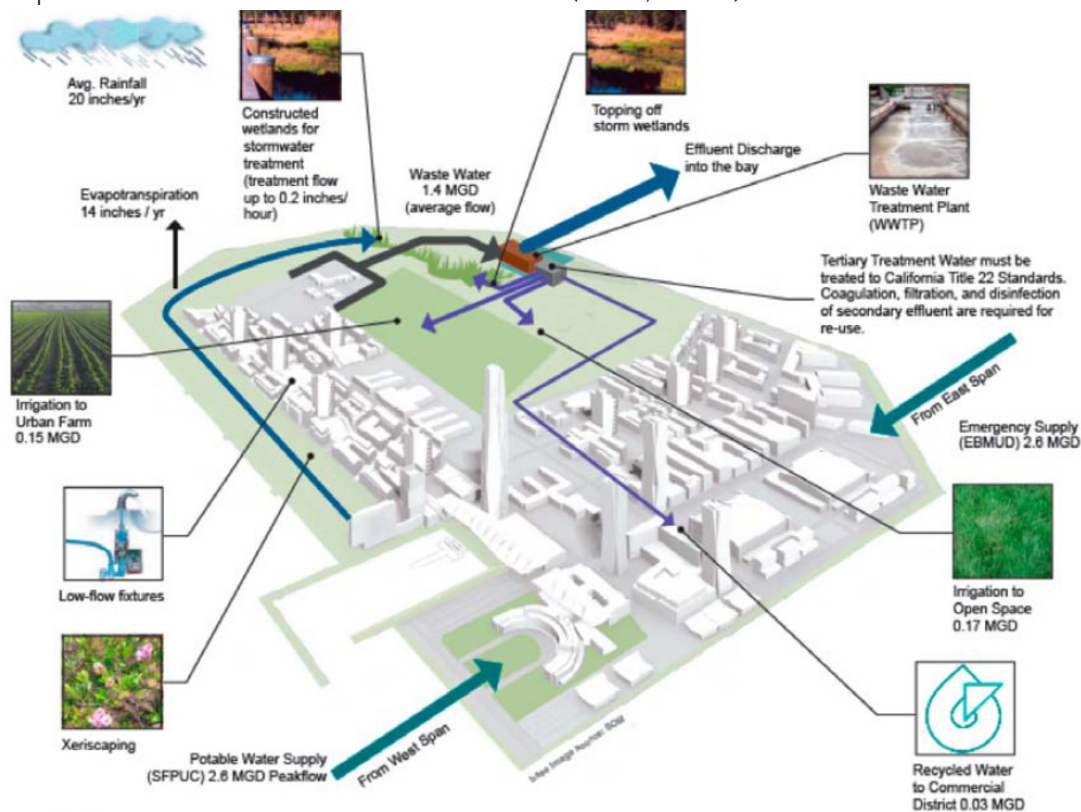 Avg. Rainfall
20 inches/yr
Constructed
wetlands for
stormwater
treatment
(treatment flow
up to 0.2 inches/
hour)
Topping off
storm wetlands
Waste Water
1.4 MGD
(average flow)
Effluent Discharge
into the bay
Waste Water
Treatment Plant
(WWTP)
Evapotranspiration
14 inches / yr
Tertiary Treatment Water must be
treated to California Title 22 Standards.
Coagulation, filtration, and disinfection
of secondary effluent are required for
re-use.
Irrigation to
Urban Farm
0.15 MGD
From East Span
Emergency Supply
(EBMUD) 2.6 MGD
Low-flow fixtures
Irrigation to
Open Space
0.17 MGD
Xeriscaping
Potable Water Supply
(SFPUC) 2.6 MGD Peakflow
From West Span
Image Source: SOM
Recycled Water
to Commercial
District 0.03 MGD